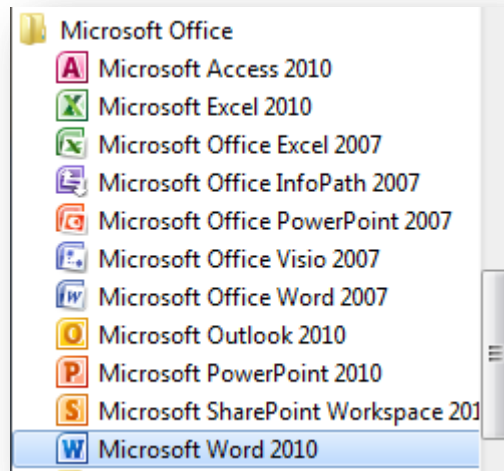 Microsoft Office
Microsoft Access 2010
Microsoft Excel 2010
Microsoft Office Excel 2007
Microsoft Office InfoPath 2007
Microsoft Office PowerPoint 2007
Microsoft Office Visio 2007
Microsoft Office Word 2007
Microsoft Outlook 2010
Microsoft PowerPoint 2010
Microsoft SharePoint Workspace 201
Microsoft Word 2010